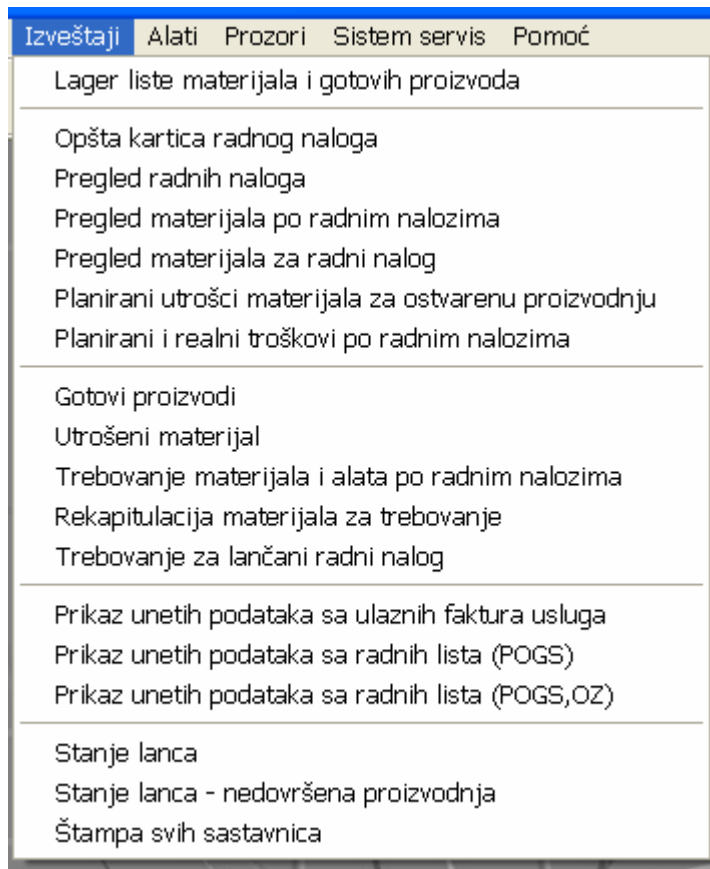 Izveštaji Alati Prozori Sistem servis Pomoć
Lager liste materijala i gotovih proizvoda
Opšta kartica radnog naloga
Pregled radnih naloga
Pregled materijala po radnim nalozima
Pregled materijala za radni nalog
Planirani utrošci materijala za ostvarenu proizvodnju
Planirani i realni troškovi po radnim nalozima
Gotovi proizvodi
Utrošeni materijal
Trebovanje materijala i alata po radnim nalozima
Rekapitulacija materijala za trebovanje
Trebovanje za lančani radni nalog
Prikaz unetih podataka sa ulaznih faktura usluga
Prikaz unetih podataka sa radnih lista (POGS)
Prikaz unetih podataka sa radnih lista (POGS,OZ)
Stanje lanca
Stanje lanca - nedovršena proizvodnja
Štampa svih sastavnica